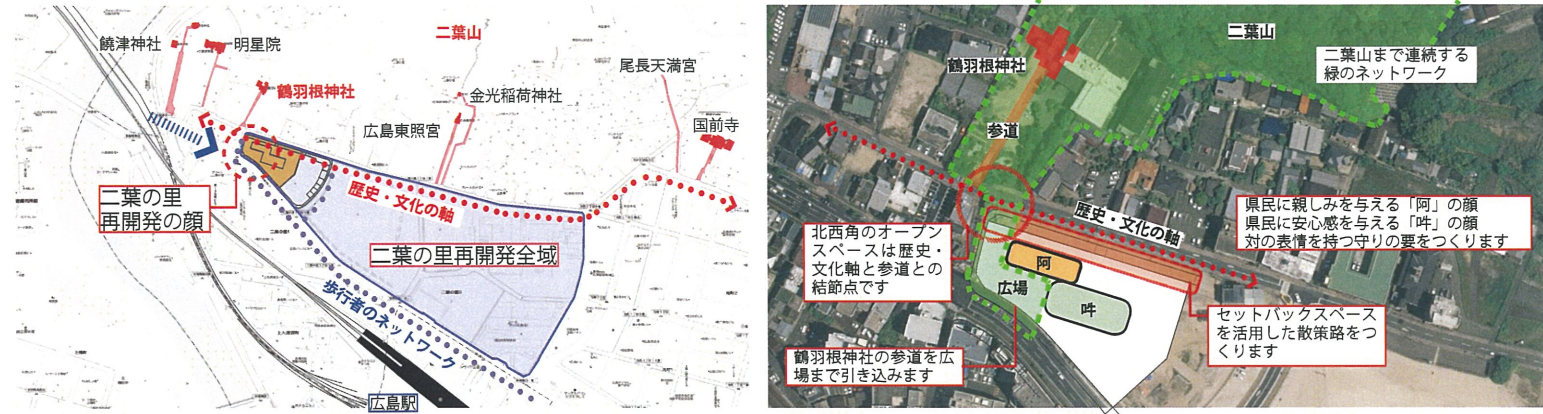 二葉山
饒津神社
明星院
鶴羽根神社
尾長天満宮
金光稲荷神社
広島東照宮
国前寺
二葉の里
再開発の顔
歴史・文化の軸
二葉の里再開発全域
歩行者のネットワーク
広島駅
二葉山
鶴羽根神社
二葉山まで連続する
緑のネットワーク
参道
歴史・文化の軸
県民に親しみを与える「阿」の顔
県民に安心感を与える「吽」の顔
対の表情を持つ守りの要をつくります
北西角のオープン
スペースは歴史・
文化軸と参道との
結節点です
阿
広場
吽
セットバックスペース
を活用した散策路をつ
くります
鶴羽根神社の参道を広
場まで引き込みます